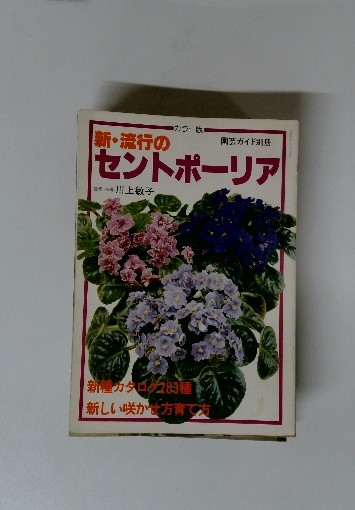 カラー版
園芸ガイド別冊
新・流行の
セントポーリア
川上敏子
新種カタログ283種
新しい咲かせ方育て方